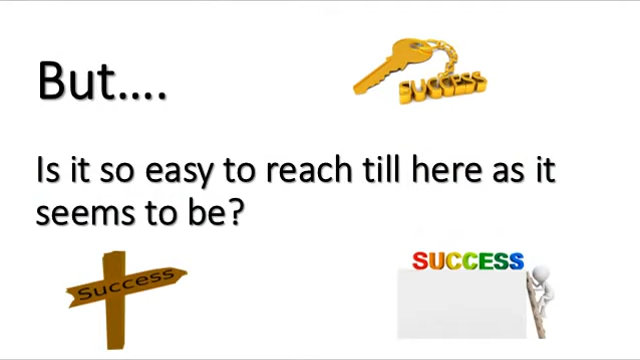 But....
SUCCESS
Is it so easy to reach till here as it
seems to be?
Success
SUCCESS